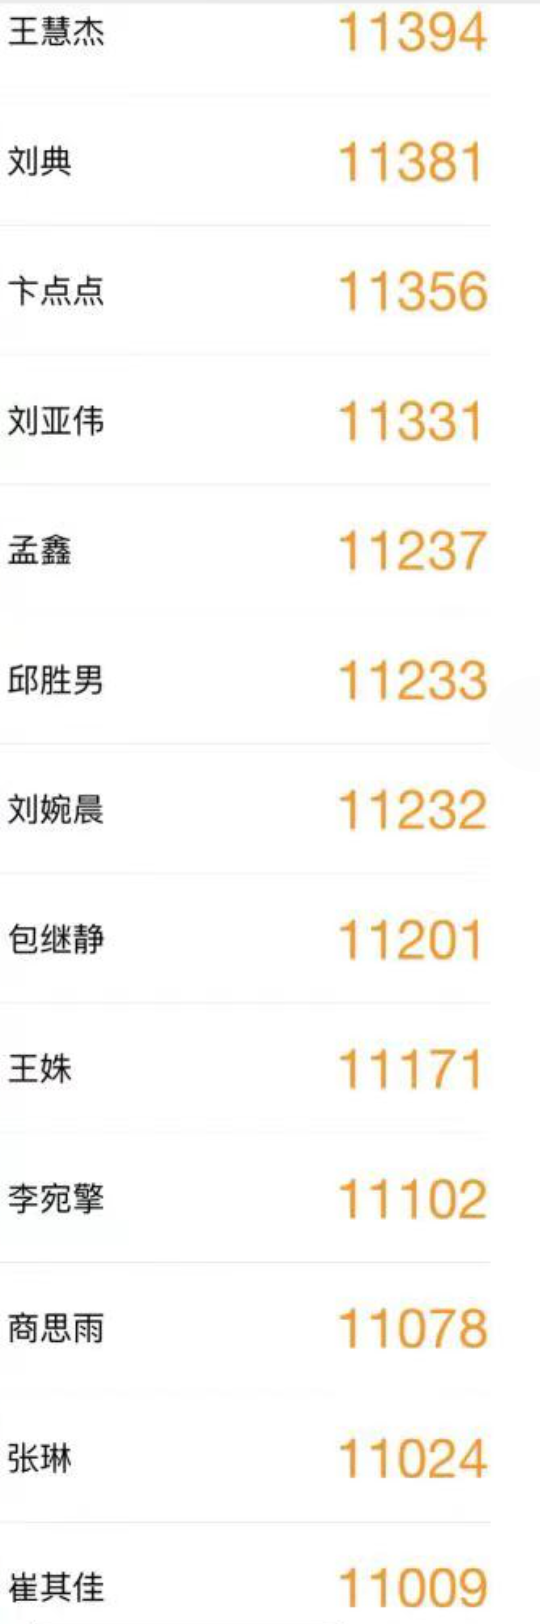 王慧杰 11394
刘典 11381
卞点点 11356
刘亚伟 11331
孟鑫 11237
邱胜男 11233
刘婉晨 11232
包继静 11201
王姝 11171
李宛擎 11102
商思雨 11078
张琳 11024
崔其佳 11009